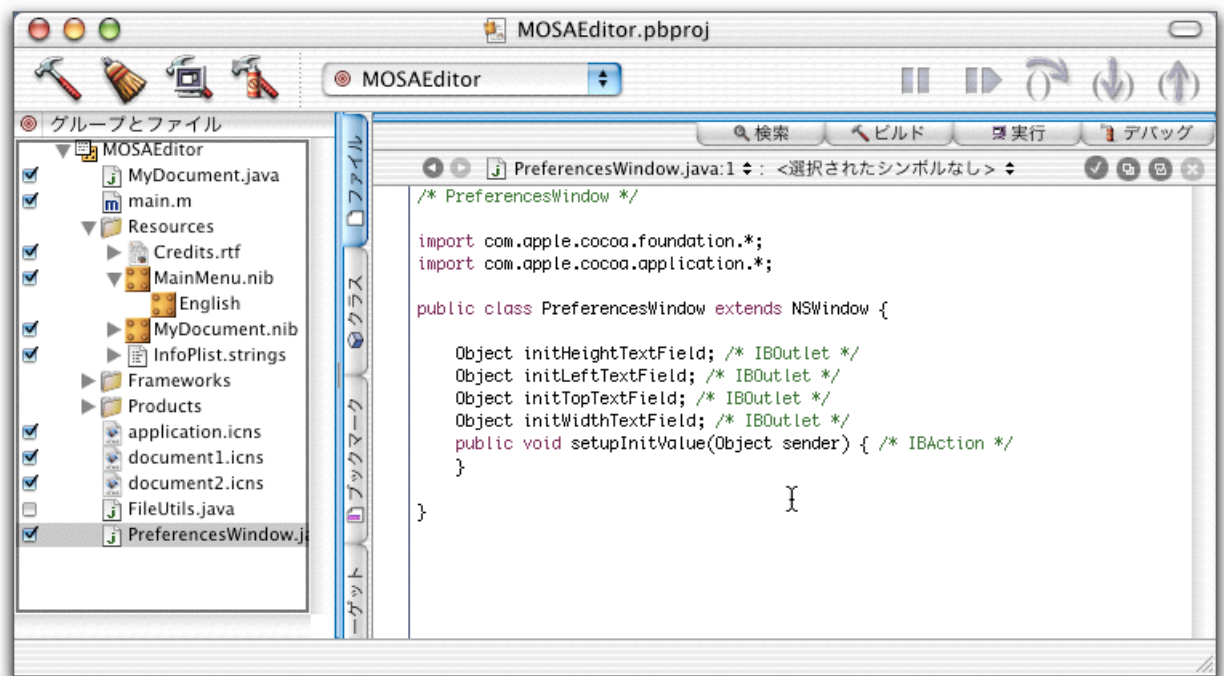 MOSAEditor.pbproj
MOSAEditor
グループとファイル
MOSAEditor
MyDocument.java
main.m
Resources
Credits.rtf
MainMenu.nib
English
MyDocument.nib
InfoPlist.strings
Frameworks
Products
application.icns
document1.icns
document2.icns
FileUtils.java
PreferencesWindow.ja
ファイル
クラス
ブックマーク
ーゲット
検索
ビルド
実行
デバッグ
PreferencesWindow.java:1 : <選択されたシンボルなし>
/* PreferencesWindow */
import com.apple.cocoa.foundation.*;
import com.apple.cocoa.application.*;
public class PreferencesWindow extends NSWindow {
Object initHeightTextField; /* IBOutlet */
Object initLeftTextField; /* IBOutlet */
Object initTopTextField; /* IBOutlet */
Object initWidthTextField; /* IBOutlet */
public void setupInitValue(Object sender) { /* IBAction */
}
}